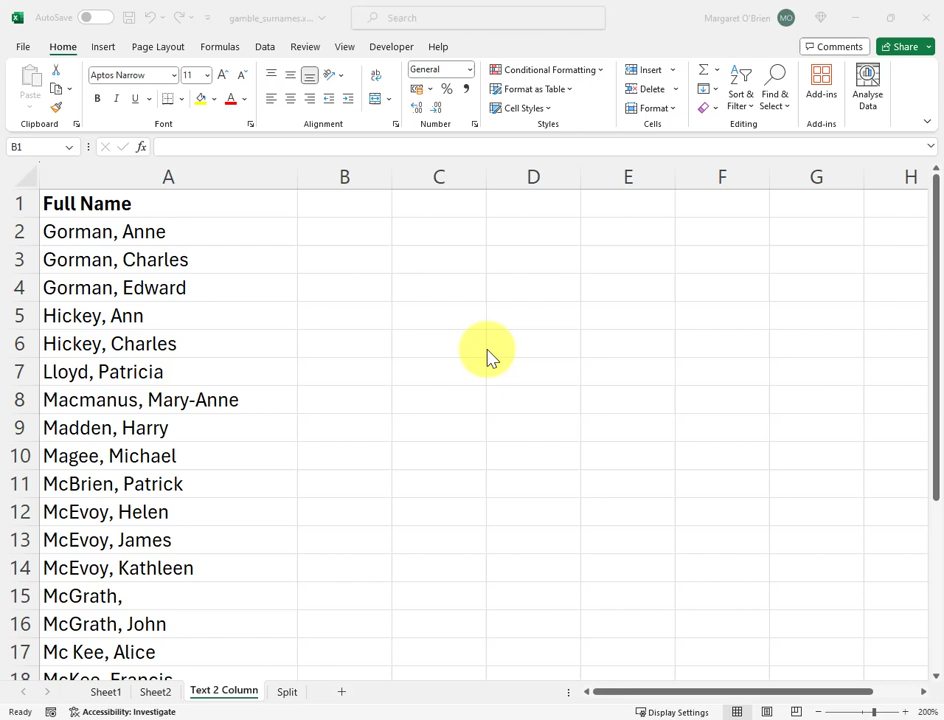 AutoSave
gamble_surnames.a...
Search
Margaret O'Brien MO
File Home Insert Page Layout Formulas Data Review View Developer Help
Comments Share
Paste
Clipboard
Aptos Narrow 11
B I U
Font
Alignment
General
Number
Conditional Formatting
Format as Table
Cell Styles
Styles
Insert
Delete
Format
Cells
Sort & Filter
Find & Select
Editing
Add-ins
Add-ins
Analyse Data
B1 fx
A B C D E F G H
1 Full Name
2 Gorman, Anne
3 Gorman, Charles
4 Gorman, Edward
5 Hickey, Ann
6 Hickey, Charles
7 Lloyd, Patricia
8 Macmanus, Mary-Anne
9 Madden, Harry
10 Magee, Michael
11 McBrien, Patrick
12 McEvoy, Helen
13 McEvoy, James
14 McEvoy, Kathleen
15 McGrath,
16 McGrath, John
17 Mc Kee, Alice
18 McKee, Francis
Sheet1 Sheet2 Text 2 Column Split
Ready Accessibility: Investigate Display Settings 200%